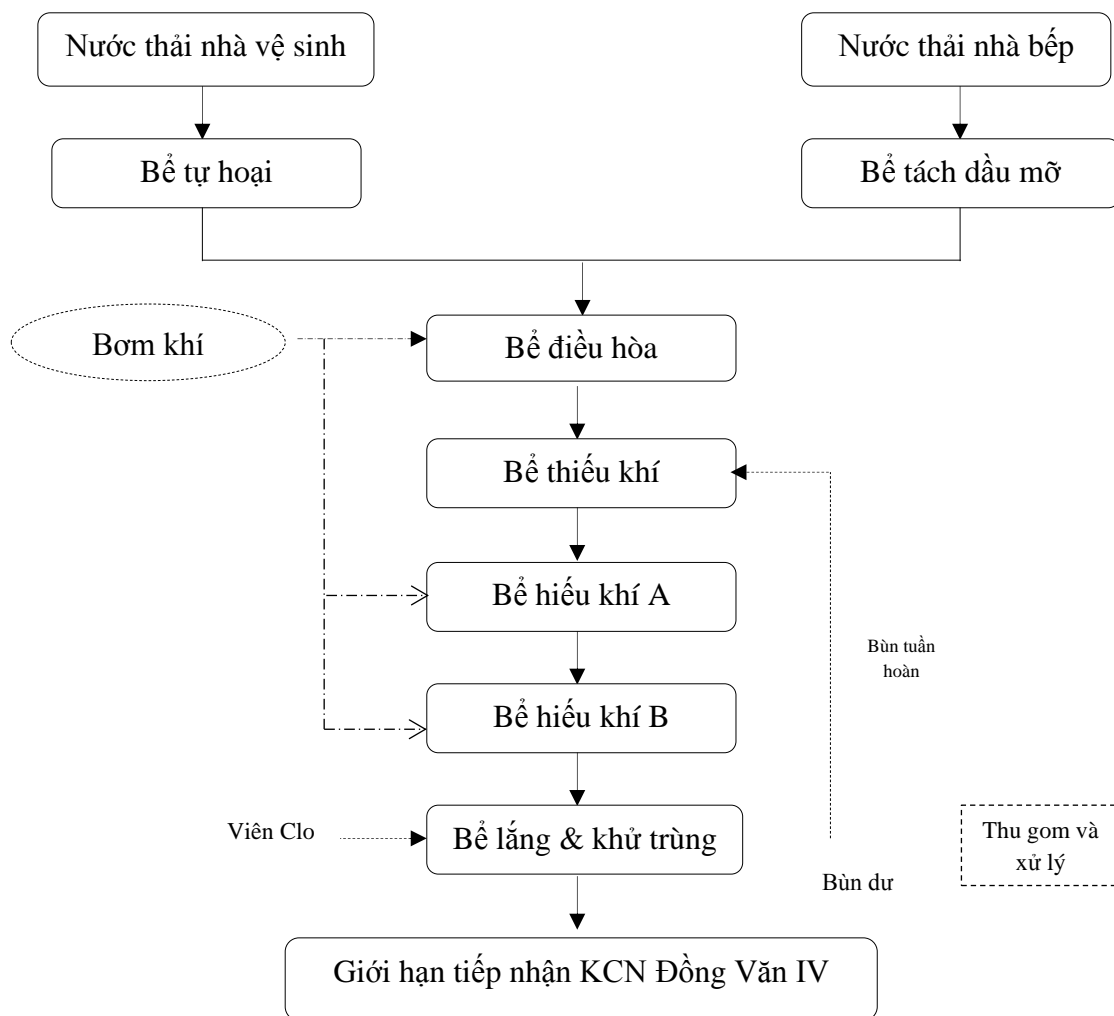 Nước thải nhà vệ sinh
Nước thải nhà bếp
Bể tự hoại
Bể tách dầu mỡ
Bơm khí
Bể điều hòa
Bể thiếu khí
Bể hiếu khí A
Bùn tuần
hoàn
Bể hiếu khí B
Viên Clo
Bể lắng & khử trùng
Thu gom và
xử lý
Bùn dư
Giới hạn tiếp nhận KCN Đồng Văn IV